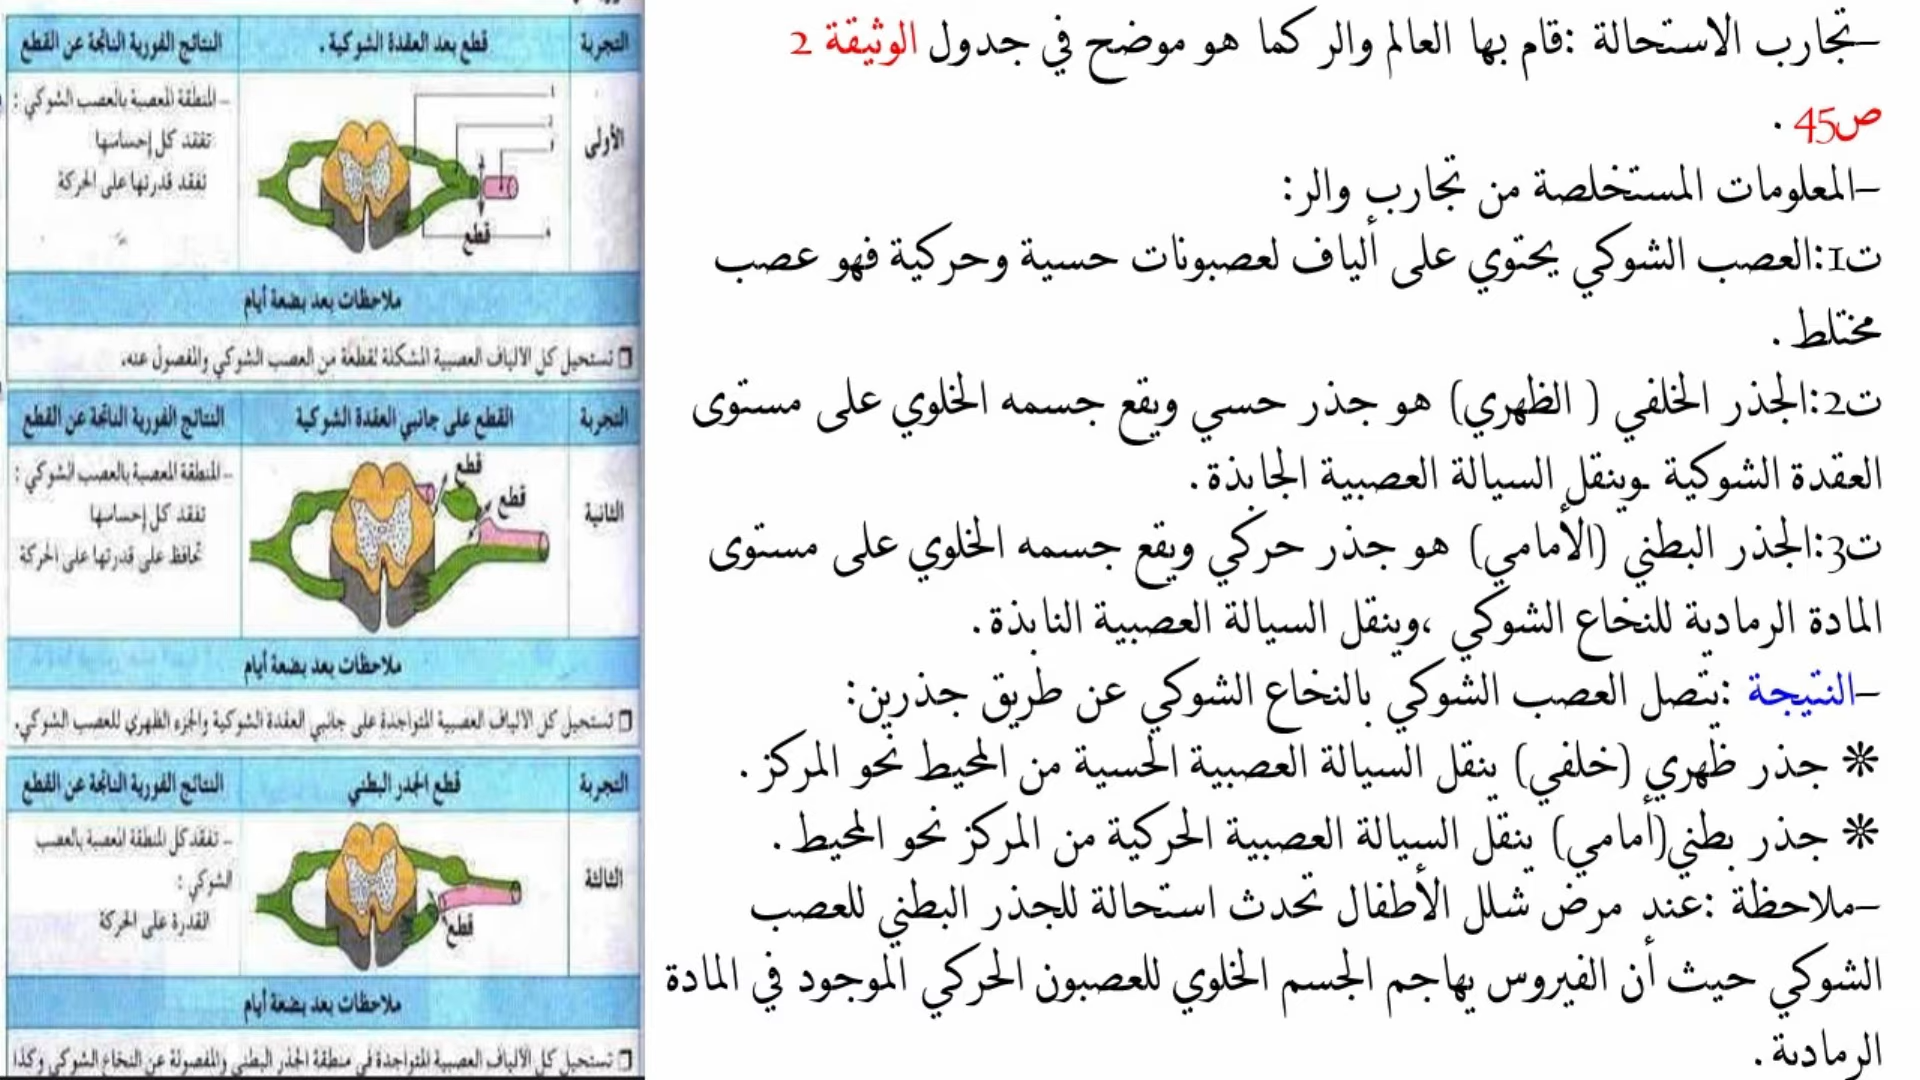 –تجارب الاستحالة :قام بها العالم والر كما هو موضح في جدول الوثيقة 2
ص45 .
–المعلومات المستخلصة من تجارب والر:
ت1:العصب الشوكي يحتوي على ألياف لعصبونات حسية وحركية فهو عصب
مختلط .
ت2:الجذر الخلفي ( الظهري) هو جذر حسي ويقع جسمه الخلوي على مستوى
العقدة الشوكية .وينقل السيالة العصبية الجابذة .
ت3:الجذر البطني (الأمامي) هو جذر حركي ويقع جسمه الخلوي على مستوى
المادة الرمادية للنخاع الشوكي ،وينقل السيالة العصبية النابذة .
–النتيجة :يتصل العصب الشوكي بالنخاع الشوكي عن طريق جذرين:
* جذر ظهري (خلفي) ينقل السيالة العصبية الحسية من المحيط نحو المركز .
* جذر بطني(أمامي) ينقل السيالة العصبية الحركية من المركز نحو المحيط .
–ملاحظة :عند مرض شلل الأطفال تحدث استحالة للجذر البطني للعصب
الشوكي حيث أن الفيروس يهاجم الجسم الخلوي للعصبون الحركي الموجود في المادة
الرمادية .
التجربة
قطع بعد العقدة الشوكية .
النتائج الفورية الناتجة عن القطع
الأولى
1
2
3
4
قطع
– المنطقة المعصبة بالعصب الشوكي :
تفقد كل إحساسها
تفقد قدرتها على الحركة
ملاحظات بعد بضعة أيام
❒ تستحيل كل الألياف العصبية المشكلة لقطعة من العصب الشوكي والمفصول عنه.
التجربة
القطع على جانبي العقدة الشوكية
النتائج الفورية الناتجة عن القطع
الثانية
قطع
قطع
– المنطقة المعصبة بالعصب الشوكي :
تفقد كل إحساسها
تحافظ على قدرتها على الحركة
ملاحظات بعد بضعة أيام
❒ تستحيل كل الألياف العصبية المتواجدة على جانبي العقدة الشوكية والجزء الظهري للعصب الشوكي.
التجربة
قطع الجذر البطني
النتائج الفورية الناتجة عن القطع
الثالثة
قطع
– تفقد كل المنطقة المعصبة بالعصب
الشوكي :
القدرة على الحركة
ملاحظات بعد بضعة أيام
❒ تستحيل كل الألياف العصبية المتواجدة في منطقة الجذر البطني والمفصولة عن النخاع الشوكي وكذا